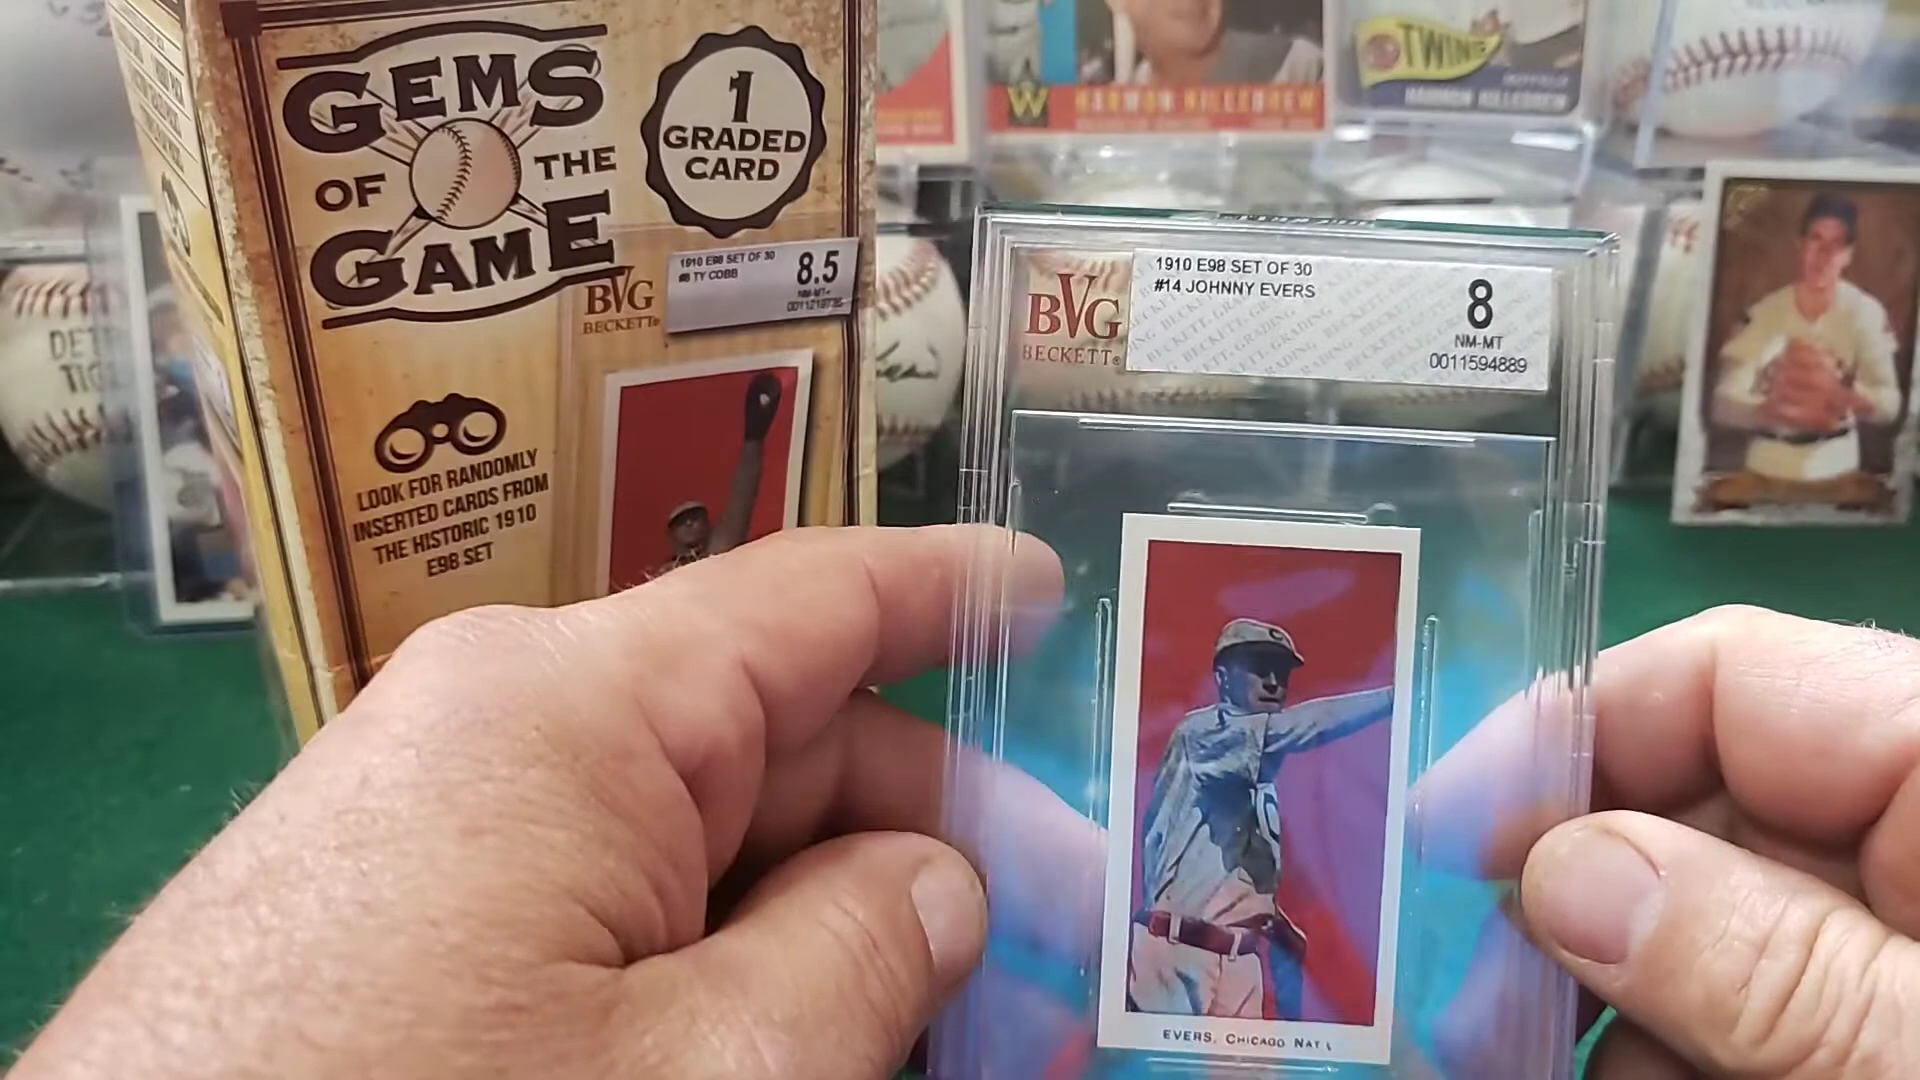 GEMS
OF THE
GAME
1
GRADED
CARD
1910 E98 SET OF 30
#8 TY COBB
8.5
NM-MT+
BVG
BECKETT
LOOK FOR RANDOMLY
INSERTED CARDS FROM
THE HISTORIC 1910
E98 SET
BVG
BECKETT
1910 E98 SET OF 30
#14 JOHNNY EVERS
8
NM-MT
0011594889
EVERS, CHICAGO NAT'L
HARMON KILLEBREW
TWINS
HARMON KILLEBREW